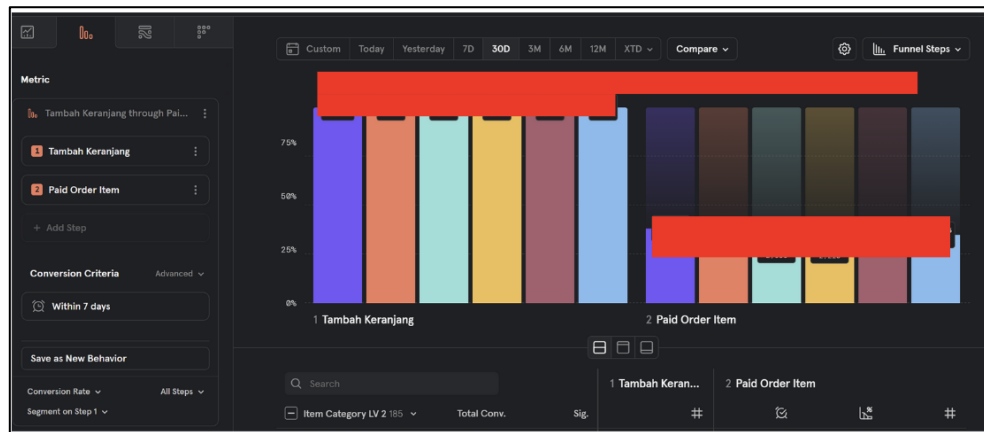 Custom Today Yesterday 7D 30D 3M 6M 12M XTD Compare Funnel Steps
Metric
Tambah Keranjang through Pai...
1 Tambah Keranjang
2 Paid Order Item
+ Add Step
Conversion Criteria Advanced
Within 7 days
Save as New Behavior
Conversion Rate All Steps
Segment on Step 1
75%
50%
25%
0%
1 Tambah Keranjang 2 Paid Order Item
Search 1 Tambah Keran... 2 Paid Order Item
Item Category LV 2 185 Total Conv. Sig. # #